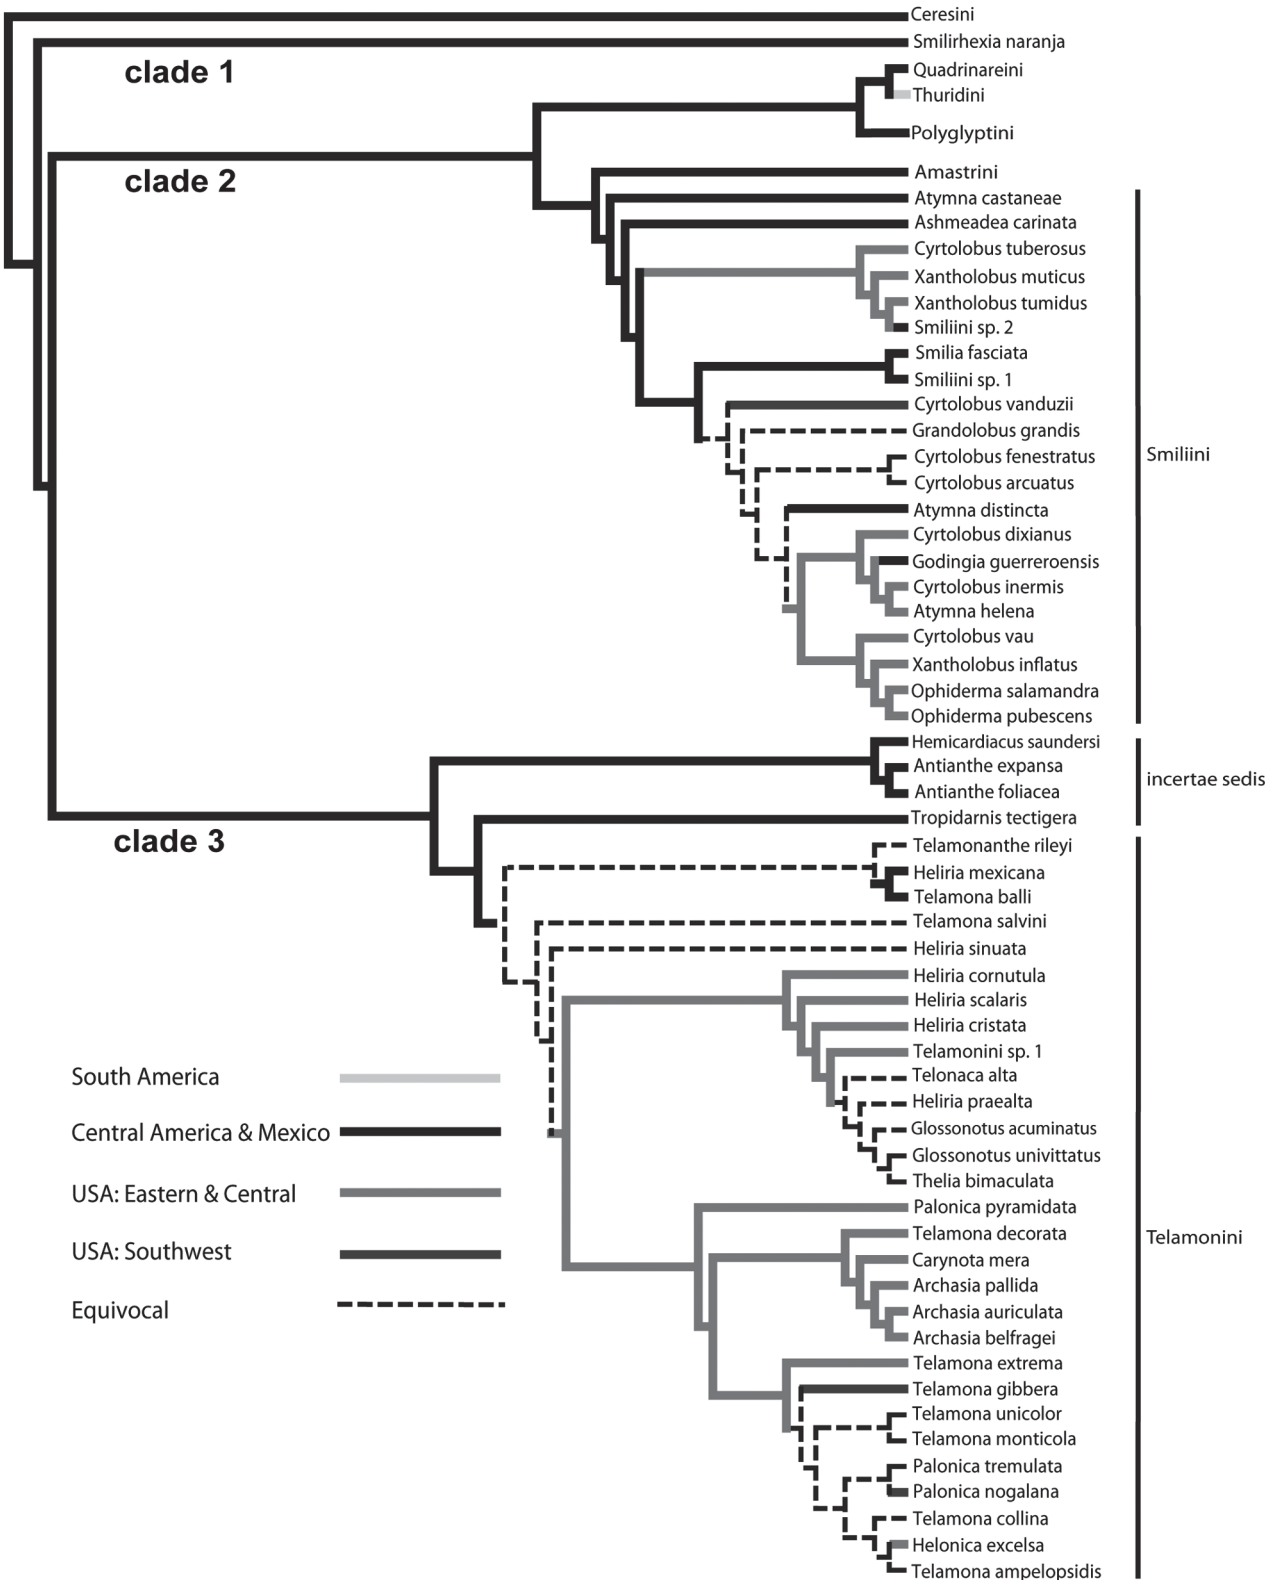 Ceresini
Smilirhexia naranja
clade 1
Quadrinareini
Thuridini
Polyglyptini
clade 2
Amastrini
Atymna castaneae
Ashmeadea carinata
Cyrtolobus tuberosus
Xantholobus muticus
Xantholobus tumidus
Smiliini sp. 2
Smilia fasciata
Smiliini sp. 1
Cyrtolobus vanduzii
Grandolobus grandis
Cyrtolobus fenestratus
Smiliini
Cyrtolobus arcuatus
Atymna distincta
Cyrtolobus dixianus
Godingia guerreroensis
Cyrtolobus inermis
Atymna helena
Cyrtolobus vau
Xantholobus inflatus
Ophiderma salamandra
Ophiderma pubescens
Hemicardiacus saundersi
Antianthe expansa
incertae sedis
Antianthe foliacea
Tropidarnis tectigera
clade 3
Telamonanthe rileyi
Heliria mexicana
Telamona balli
Telamona salvini
Heliria sinuata
Heliria cornutula
Heliria scalaris
Heliria cristata
Telamonini sp. 1
Telonaca alta
Heliria praealta
Glossonotus acuminatus
Glossonotus univittatus
Thelia bimaculata
Palonica pyramidata
Telamona decorata
Telamonini
Carynota mera
Archasia pallida
Archasia auriculata
Archasia belfragei
Telamona extrema
Telamona gibbera
Telamona unicolor
Telamona monticola
Palonica tremulata
Palonica nogalana
Telamona collina
Helonica excelsa
Telamona ampelopsidis
South America
Central America & Mexico
USA: Eastern & Central
USA: Southwest
Equivocal